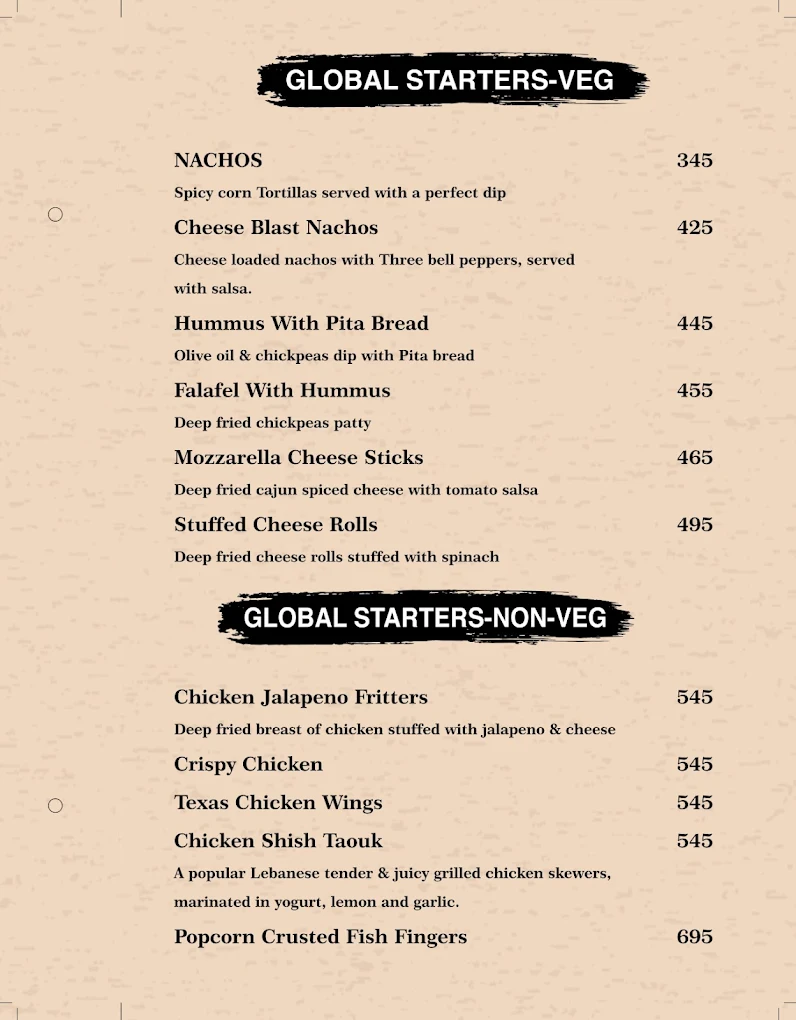 GLOBAL STARTERS-VEG
NACHOS 345
Spicy corn Tortillas served with a perfect dip
Cheese Blast Nachos 425
Cheese loaded nachos with Three bell peppers, served
with salsa.
Hummus With Pita Bread 445
Olive oil & chickpeas dip with Pita bread
Falafel With Hummus 455
Deep fried chickpeas patty
Mozzarella Cheese Sticks 465
Deep fried cajun spiced cheese with tomato salsa
Stuffed Cheese Rolls 495
Deep fried cheese rolls stuffed with spinach
GLOBAL STARTERS-NON-VEG
Chicken Jalapeno Fritters 545
Deep fried breast of chicken stuffed with jalapeno & cheese
Crispy Chicken 545
Texas Chicken Wings 545
Chicken Shish Taouk 545
A popular Lebanese tender & juicy grilled chicken skewers,
marinated in yogurt, lemon and garlic.
Popcorn Crusted Fish Fingers 695